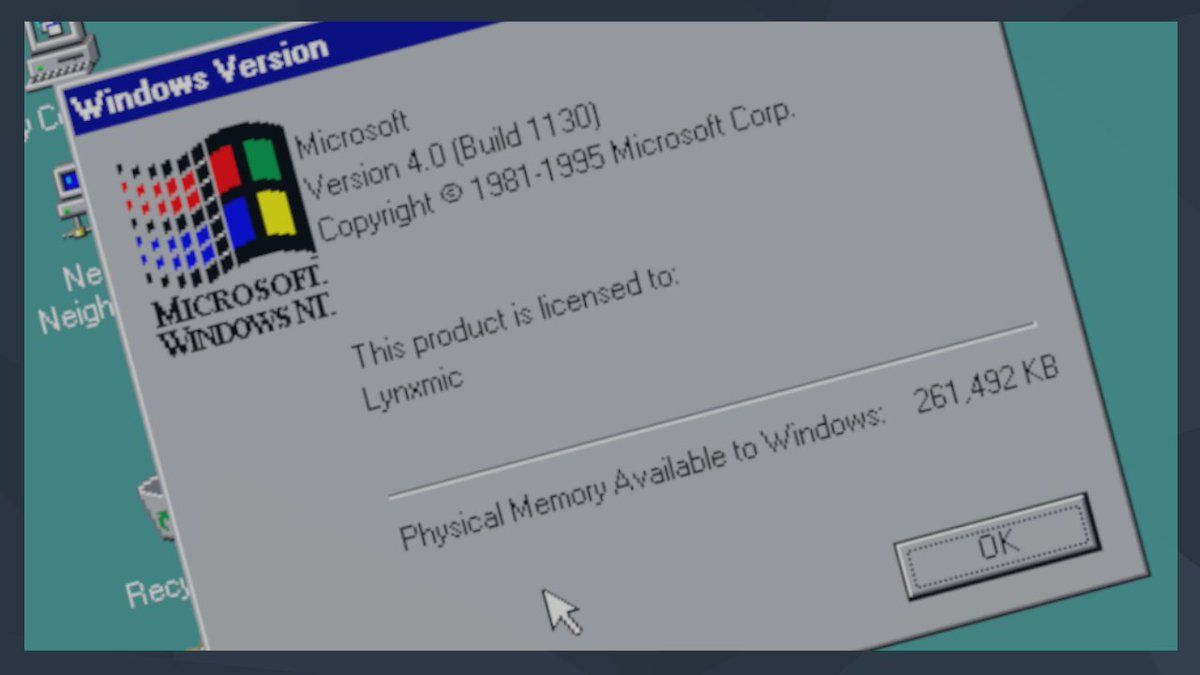 Windows Version
Microsoft
Version 4.0 (Build 1130)
Copyright © 1981-1995 Microsoft Corp.
MICROSOFT.
WINDOWS NT.
This product is licensed to:
Lynxmic
Physical Memory Available to Windows: 261,492 KB
OK
Ne
Neigh
Recy